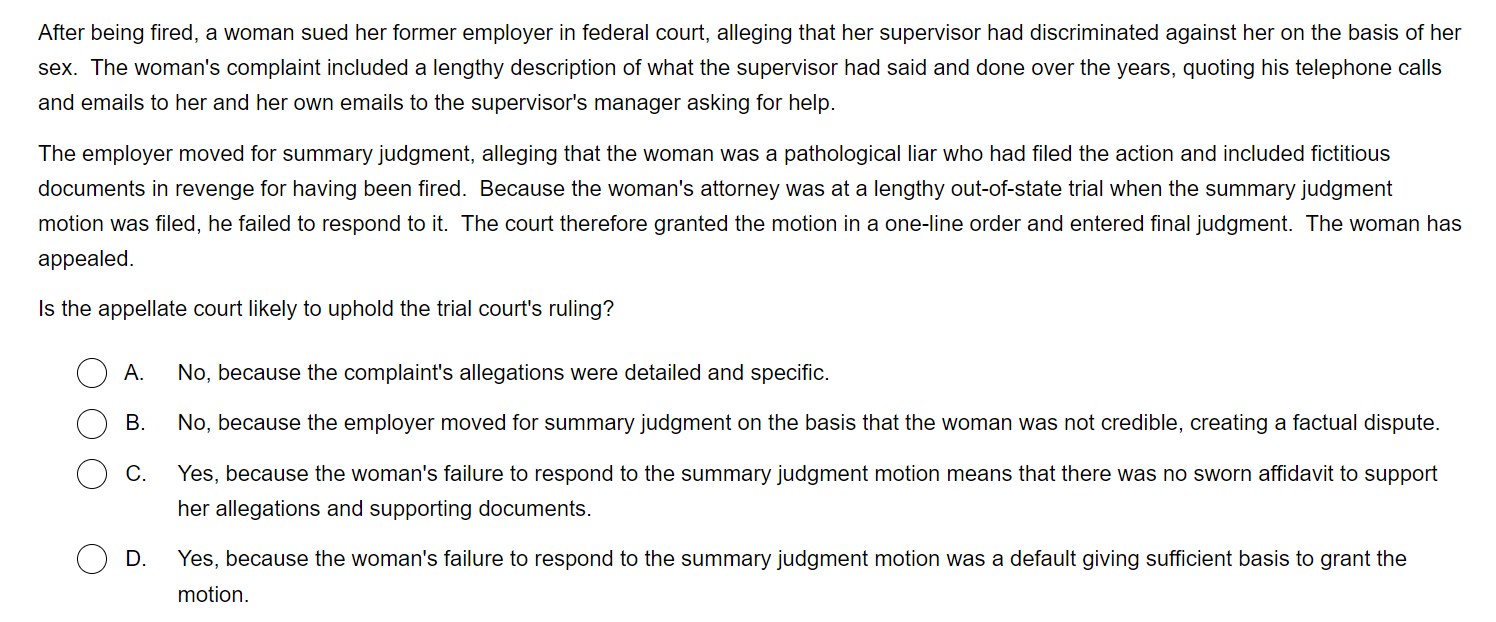 After being fired, a woman sued her former employer in federal court, alleging that her supervisor had discriminated against her on the basis of her
sex.  The woman's complaint included a lengthy description of what the supervisor had said and done over the years, quoting his telephone calls
and emails to her and her own emails to the supervisor's manager asking for help.
The employer moved for summary judgment, alleging that the woman was a pathological liar who had filed the action and included fictitious
documents in revenge for having been fired.  Because the woman's attorney was at a lengthy out-of-state trial when the summary judgment
motion was filed, he failed to respond to it.  The court therefore granted the motion in a one-line order and entered final judgment.  The woman has
appealed.
Is the appellate court likely to uphold the trial court's ruling?
A. No, because the complaint's allegations were detailed and specific.
B. No, because the employer moved for summary judgment on the basis that the woman was not credible, creating a factual dispute.
C. Yes, because the woman's failure to respond to the summary judgment motion means that there was no sworn affidavit to support
her allegations and supporting documents.
D. Yes, because the woman's failure to respond to the summary judgment motion was a default giving sufficient basis to grant the
motion.